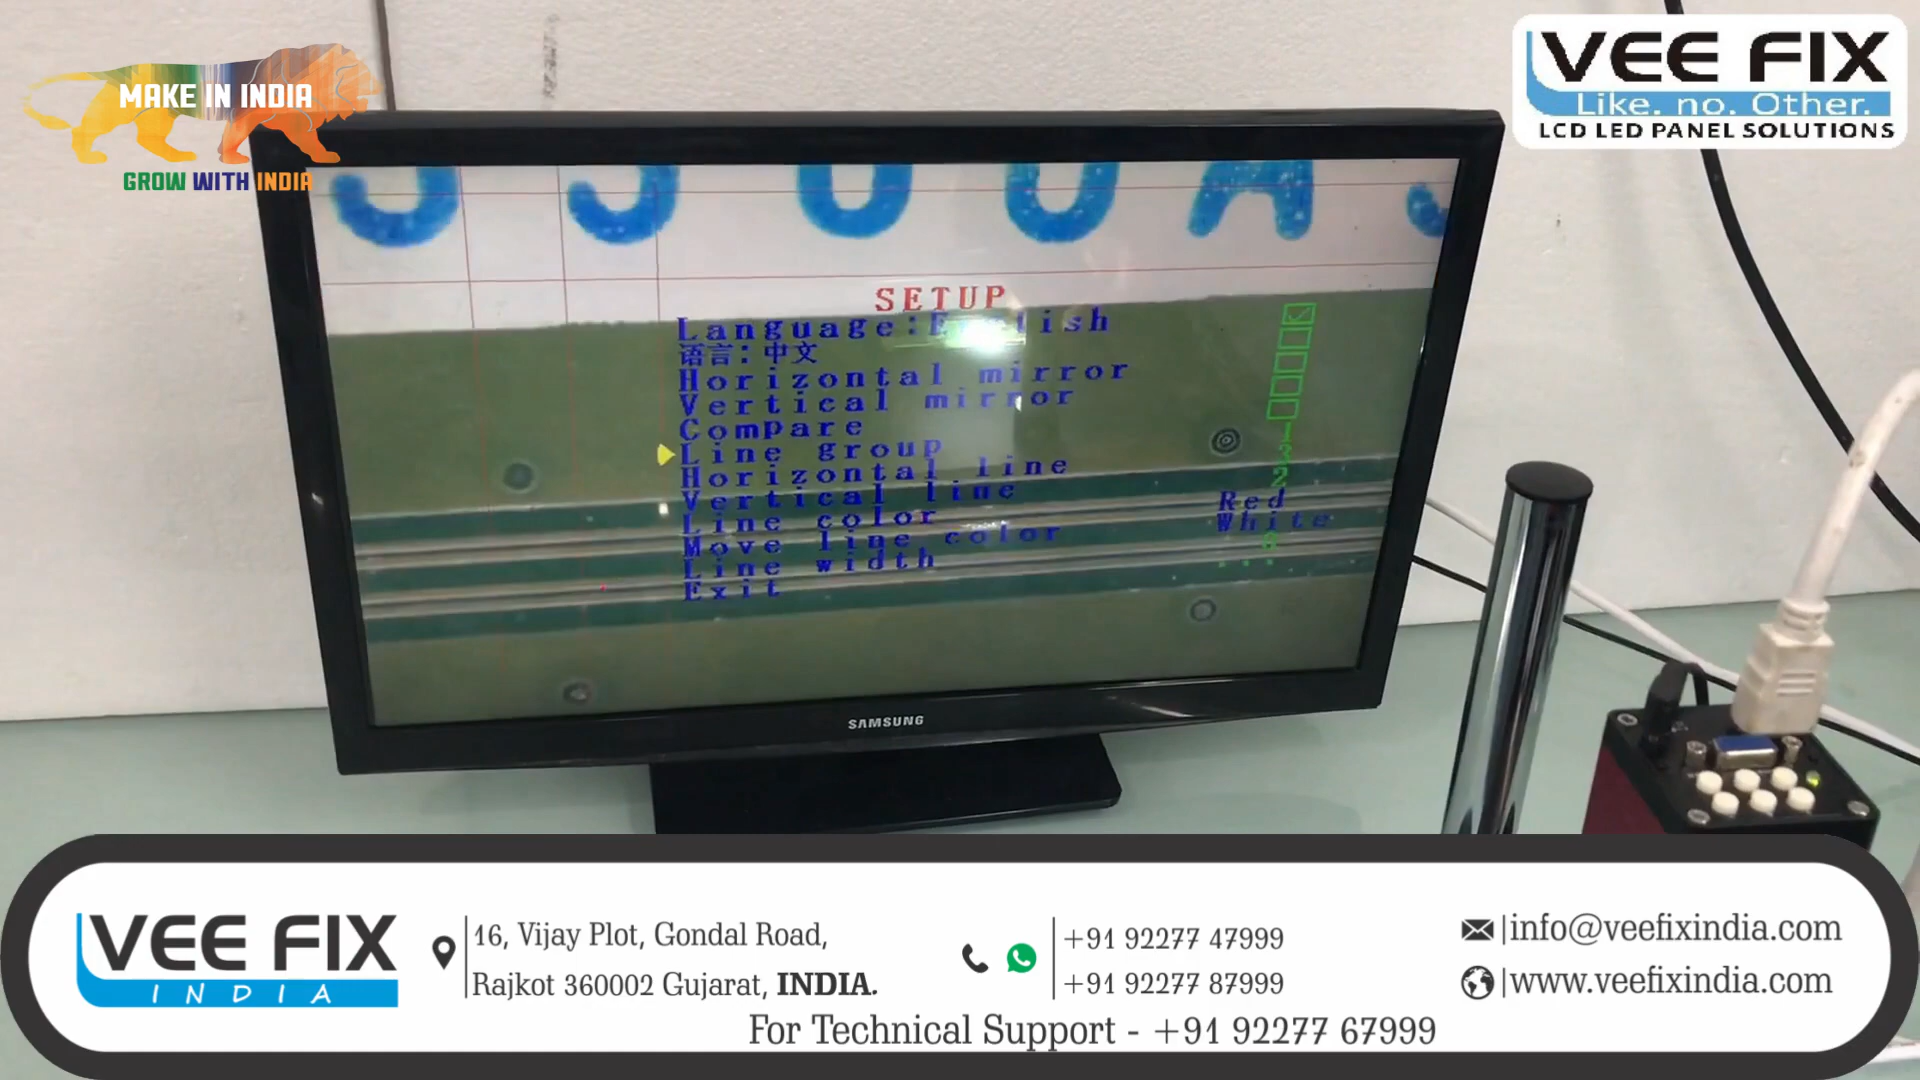 MAKE IN INDIA
GROW WITH INDIA
VEE FIX
Like. no. Other.
LCD LED PANEL SOLUTIONS
SETUP
Language:English
语言：中文
Horizontal mirror
Vertical mirror
Compare
Line group 1
Horizontal line 3
Vertical line 2
Line color Red
Move line color White
Line width
Exit ...
SAMSUNG
VEE FIX
INDIA
16, Vijay Plot, Gondal Road,
Rajkot 360002 Gujarat, INDIA.
+91 92277 47999
+91 92277 87999
info@veefixindia.com
www.veefixindia.com
For Technical Support - +91 92277 67999